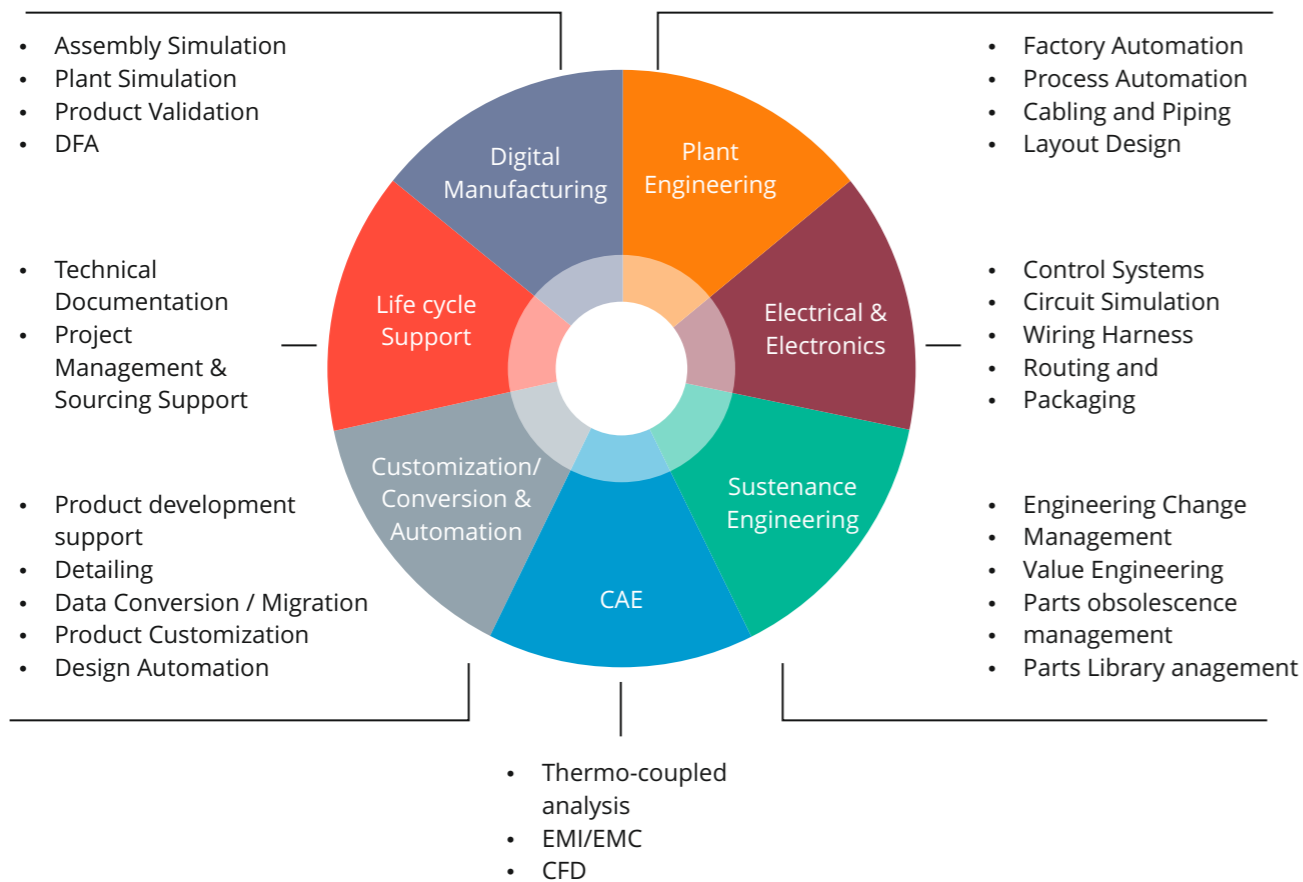 • Assembly Simulation
• Plant Simulation
• Product Validation
• DFA
• Technical
Documentation
• Project
Management &
Sourcing Support
• Product development
support
• Detailing
• Data Conversion / Migration
• Product Customization
• Design Automation
Digital
Manufacturing
Plant
Engineering
Life cycle
Support
Electrical &
Electronics
Customization/
Conversion &
Automation
Sustenance
Engineering
CAE
• Factory Automation
• Process Automation
• Cabling and Piping
• Layout Design
• Control Systems
• Circuit Simulation
• Wiring Harness
• Routing and
• Packaging
• Engineering Change
• Management
• Value Engineering
• Parts obsolescence
• management
• Parts Library anagement
• Thermo-coupled
analysis
• EMI/EMC
• CFD